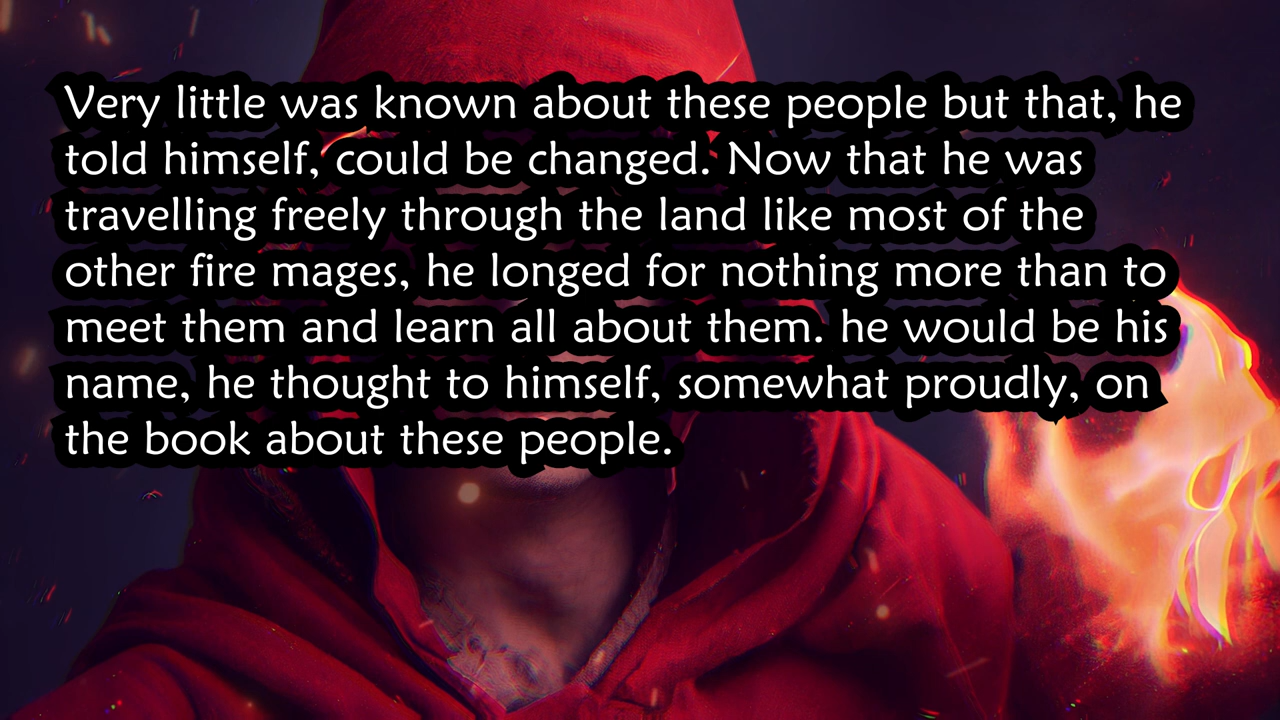 Very little was known about these people but that, he
told himself, could be changed. Now that he was
travelling freely through the land like most of the
other fire mages, he longed for nothing more than to
meet them and learn all about them. he would be his
name, he thought to himself, somewhat proudly, on
the book about these people.